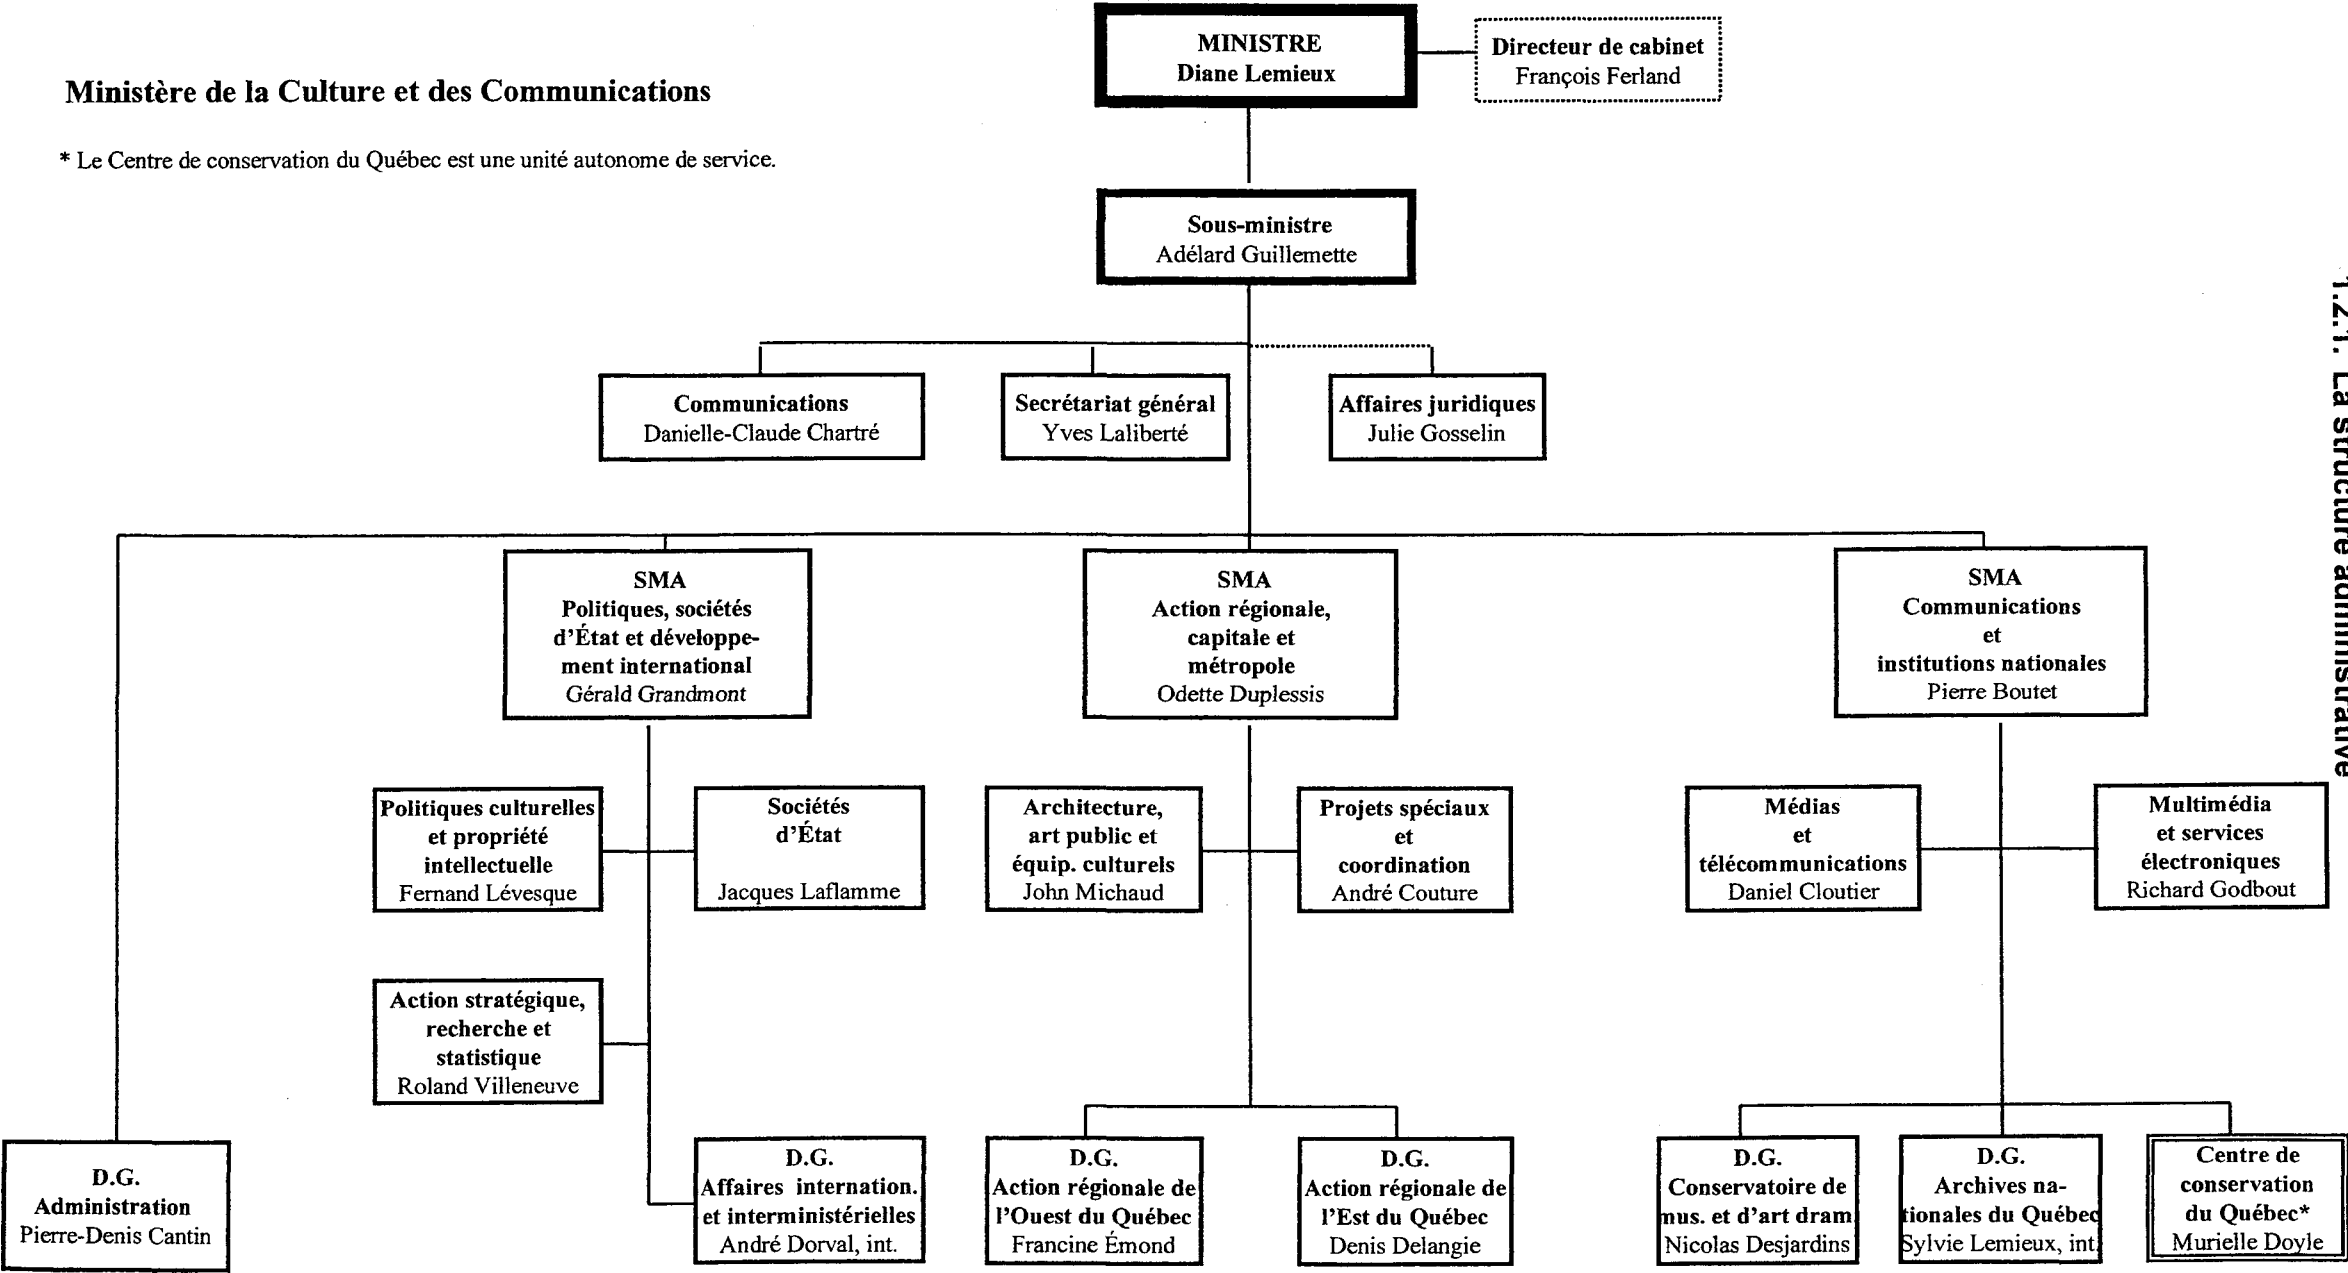 MINISTRE
Diane Lemieux
Directeur de cabinet
François Ferland
Ministère de la Culture et des Communications
* Le Centre de conservation du Québec est une unité autonome de service.
Sous-ministre
Adélard Guillemette
1.2.1. La structure administrative
Communications
Danielle-Claude Chartré
Secrétariat général
Yves Laliberté
Affaires juridiques
Julie Gosselin
SMA
Politiques, sociétés
d'État et développe-
ment international
Gérald Grandmont
SMA
Action régionale,
capitale et
métropole
Odette Duplessis
SMA
Communications
et
institutions nationales
Pierre Boutet
Politiques culturelles
et propriété
intellectuelle
Fernand Lévesque
Sociétés
d'État
Jacques Laflamme
Architecture,
art public et
équip. culturels
John Michaud
Projets spéciaux
et
coordination
André Couture
Médias
et
télécommunications
Daniel Cloutier
Multimédia
et services
électroniques
Richard Godbout
Action stratégique,
recherche et
statistique
Roland Villeneuve
D.G.
Administration
Pierre-Denis Cantin
D.G.
Affaires internation.
et interministérielles
André Dorval, int.
D.G.
Action régionale de
l'Ouest du Québec
Francine Émond
D.G.
Action régionale de
l'Est du Québec
Denis Delangie
D.G.
Conservatoire de
mus. et d'art dram
Nicolas Desjardins
D.G.
Archives na-
tionales du Québec
Sylvie Lemieux, int.
Centre de
conservation
du Québec*
Murielle Doyle